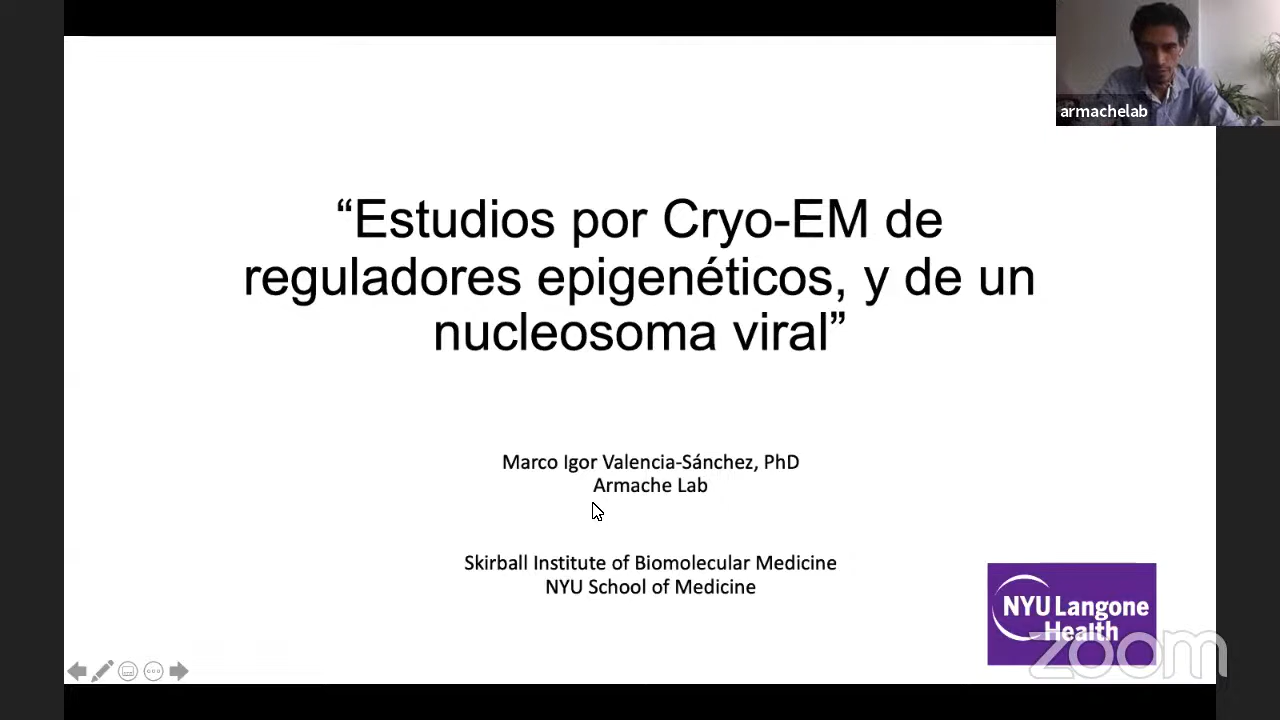 armachelab
“Estudios por Cryo-EM de
reguladores epigenéticos, y de un
nucleosoma viral”
Marco Igor Valencia-Sánchez, PhD
Armache Lab
Skirball Institute of Biomolecular Medicine
NYU School of Medicine
NYU Langone
Health
zoom